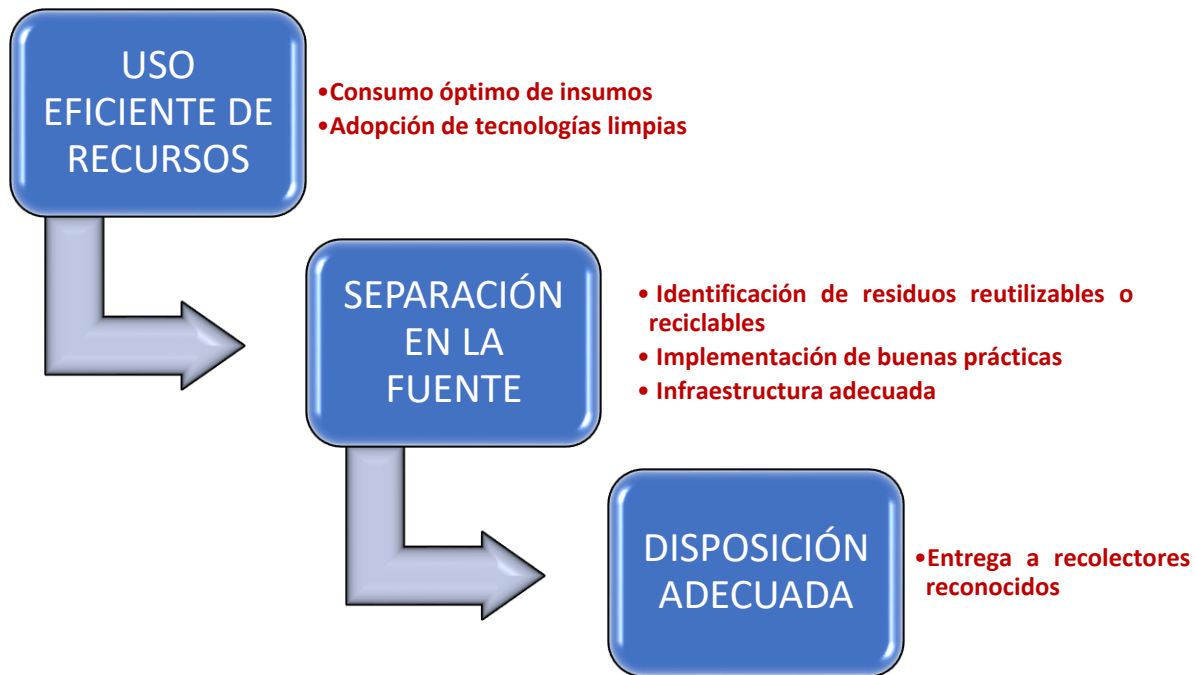 USO
EFICIENTE DE
RECURSOS
•Consumo óptimo de insumos
•Adopción de tecnologías limpias
SEPARACIÓN
EN LA
FUENTE
• Identificación de residuos reutilizables o
reciclables
• Implementación de buenas prácticas
• Infraestructura adecuada
DISPOSICIÓN
ADECUADA
•Entrega a recolectores
reconocidos